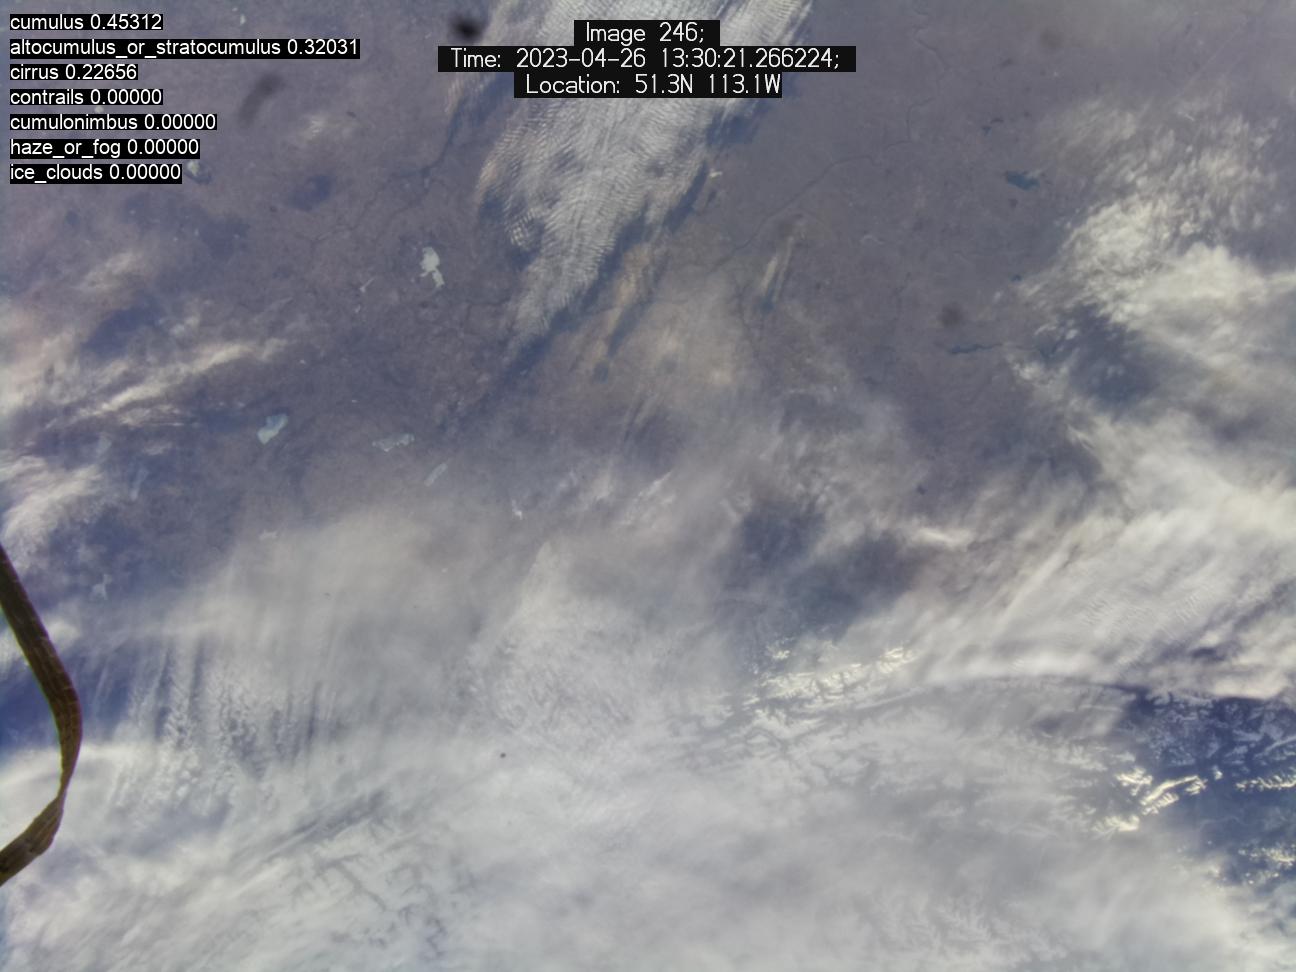 cumulus 0.45312
altocumulus_or_stratocumulus 0.32031
cirrus 0.22656
contrails 0.00000
cumulonimbus 0.00000
haze_or_fog 0.00000
ice_clouds 0.00000
Image 246;
Time: 2023-04-26 13:30:21.266224;
Location: 51.3N 113.1W